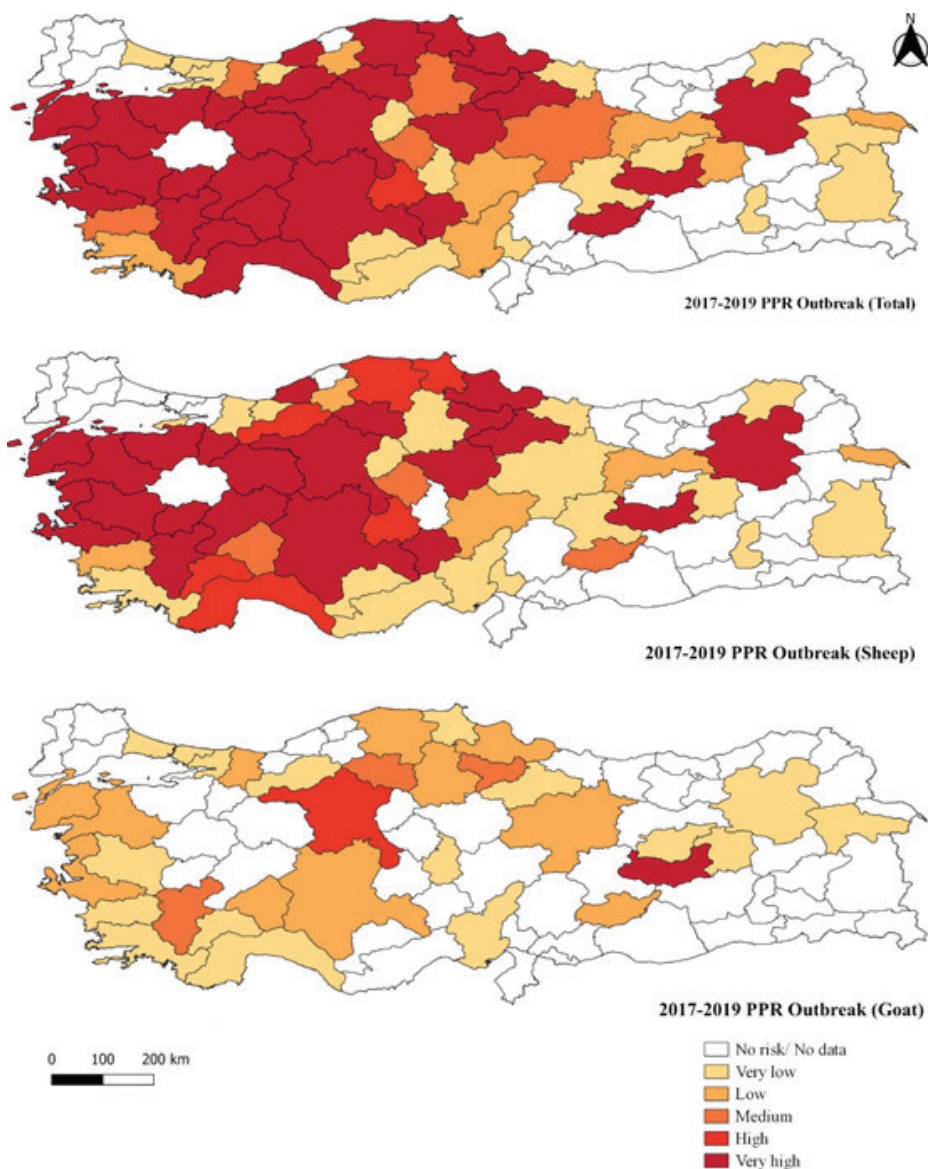 N
2017-2019 PPR Outbreak (Total)
2017-2019 PPR Outbreak (Sheep)
2017-2019 PPR Outbreak (Goat)
0 100 200 km
No risk/ No data
Very low
Low
Medium
High
Very high